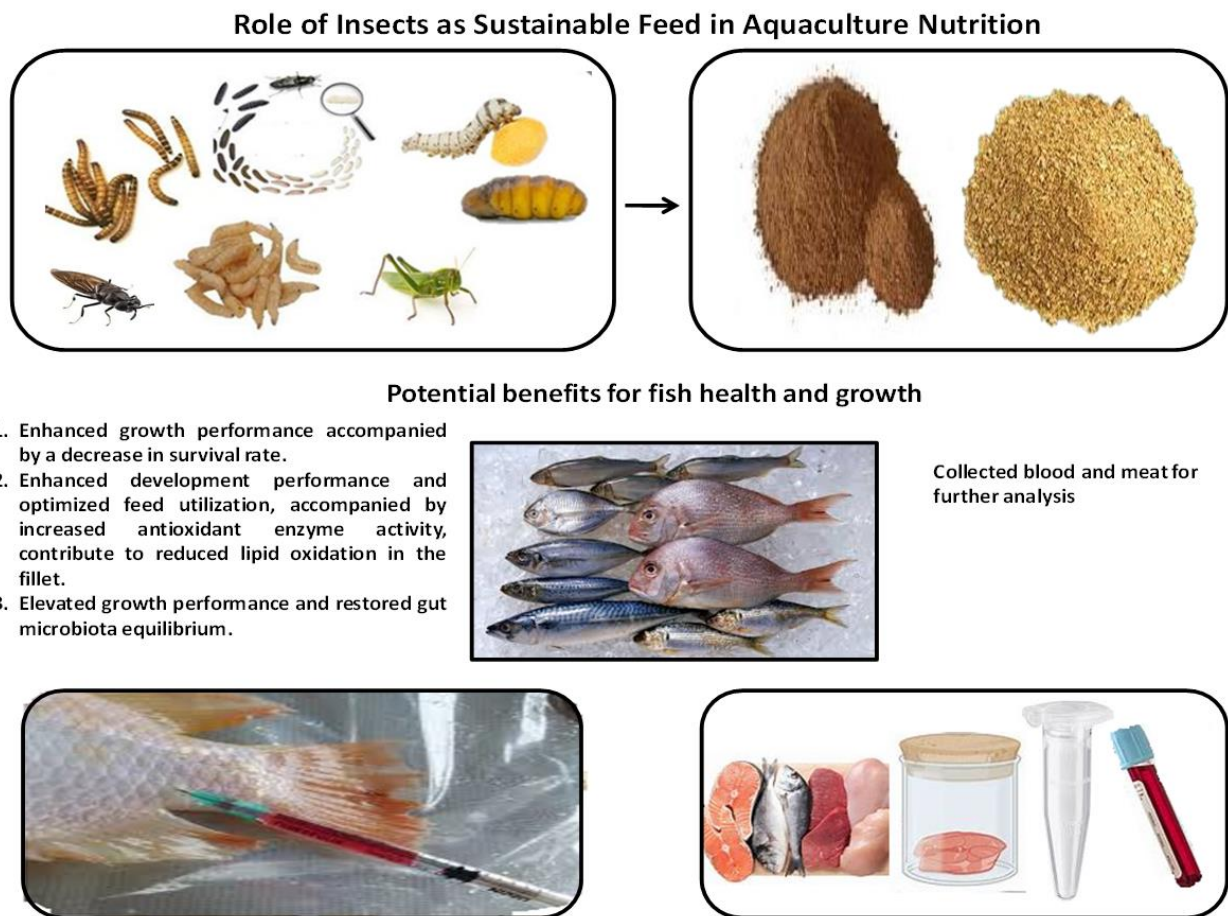 Role of Insects as Sustainable Feed in Aquaculture Nutrition
Potential benefits for fish health and growth
. Enhanced growth performance accompanied
by a decrease in survival rate.
2. Enhanced development performance and
optimized feed utilization, accompanied by
increased antioxidant enzyme activity,
contribute to reduced lipid oxidation in the
fillet.
3. Elevated growth performance and restored gut
microbiota equilibrium.
Collected blood and meat for
further analysis